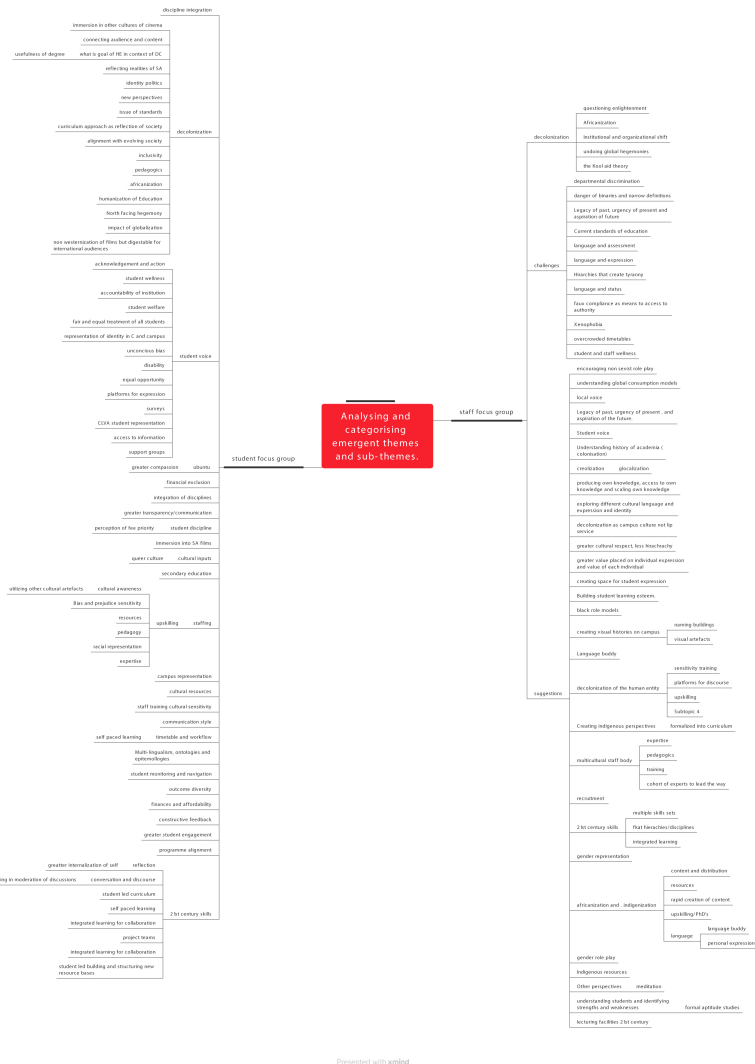 discipline integration
immersion in other cultures of cinema
connecting audience and content
usefulness of degree
what is goal of HE in context of DC
reflecting realities of SA
identity politics
new perspectives
issue of standards
curriculum approach as reflection of society
decolonization
alignment with evolving society
inclusivity
pedagogics
africanization
humanization of Education
North facing hegemony
impact of globalization
non westernization of films but digestable for
international audiences
acknowledgement and action
student wellness
accountability of institution
student welfare
fair and equal treatment of all students
representation of identity in C and campus
unconcious bias
student voice
disability
equal opportunity
platforms for expression
surveys
CLVA student representation
access to information
support groups
greater compassion
ubuntu
student focus group
financial exclusion
integration of disciplines
greater transparency/communication
perception of fee priority
student discipline
immersion into SA films
queer culture
cultural inputs
secondary education
utilizing other cultural artefacts
cultural awareness
Bias and prejudice sensitivity
resources
upskilling
staffing
pedagogy
racial representation
expertise
campus representation
cultural resources
staff training cultural sensitivity
communication style
self paced learning
timetable and workflow
Multi-lingualism, ontologies and
epitemollogies
student monitoring and navigation
outcome diversity
finances and affordability
constructive feedback
greater student engagement
programme alignment
greatter internalization of self
reflection
ing in moderation of discussions
conversation and discourse
student led curriculum
self paced learning
21st century skills
integrated learning for collaboration
project teams
integrated learning for collaboration
student led building and structuring new
resource bases
Analysing and
categorising
emergent themes
and sub-themes.
staff focus group
questioning enlightenment
Africanization
decolonization
Institutional and organizational shift
undoing global hegemonies
the Kool aid theory
departmental discrimination
danger of binaries and narrow definitions
Legacy of past, urgency of present and
aspiration of future
Current standards of education
language and assessment
language and expression
challenges
Hirarchies that create tyranny
language and status
faux compliance as means to access to
authority
Xenophobia
overcrowded timetables
student and staff wellness
encouraging non sexist role play
understanding global consumption models
local voice
Legacy of past, urgency of present . and
aspiration of the future.
Student voice
Understanding history of academia (
colonisation)
creolization
glocalization
producing own knowledge, access to own
knowledge and scaling own knowledge
exploring different cultural language and
expression and identity
decolonization as campus culture not lip
service
greater cultural respect, less hirachrachy
greater value placed on individual expression
and value of each individual
creating space for student expression
Building student learning esteem.
black role models
creating visual histories on campus
naming buildings
visual artefacts
Language buddy
suggestions
decolonization of the human entity
sensitivity training
platforms for discourse
upskilling
Subtopic 4
Creating indigenous perspectives
formalized into curriculum
multicultural staff body
expertise
pedagogics
training
cohort of experts to lead the way
recruitment
21st century skills
multiple skills sets
flkat hierachies/disciplines
integrated learning
gender representation
africanization and . indigenization
content and distribution
resources
rapid creation of content
upskilling/PhD's
language
language buddy
personal expression
gender role play
Indigenous resources
Other perspectives
meditation
understanding students and identifying
strengths and weaknesses
formal aptitude studies
lecturing facilities 21st century
Presented with xmind